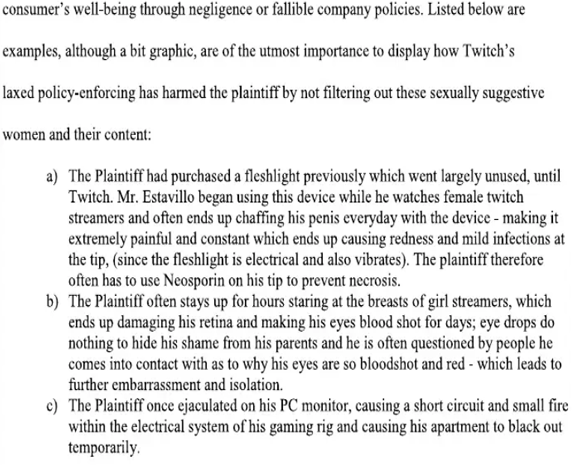 consumer's well-being through negligence or fallible company policies. Listed below are
examples, although a bit graphic, are of the utmost importance to display how Twitch's
laxed policy-enforcing has harmed the plaintiff by not filtering out these sexually suggestive
women and their content:
a) The Plaintiff had purchased a fleshlight previously which went largely unused, until
Twitch. Mr. Estavillo began using this device while he watches female twitch
streamers and often ends up chaffing his penis everyday with the device - making it
extremely painful and constant which ends up causing redness and mild infections at
the tip, (since the fleshlight is electrical and also vibrates). The plaintiff therefore
often has to use Neosporin on his tip to prevent necrosis.
b) The Plaintiff often stays up for hours staring at the breasts of girl streamers, which
ends up damaging his retina and making his eyes blood shot for days; eye drops do
nothing to hide his shame from his parents and he is often questioned by people he
comes into contact with as to why his eyes are so bloodshot and red - which leads to
further embarrassment and isolation.
c) The Plaintiff once ejaculated on his PC monitor, causing a short circuit and small fire
within the electrical system of his gaming rig and causing his apartment to black out
temporarily.